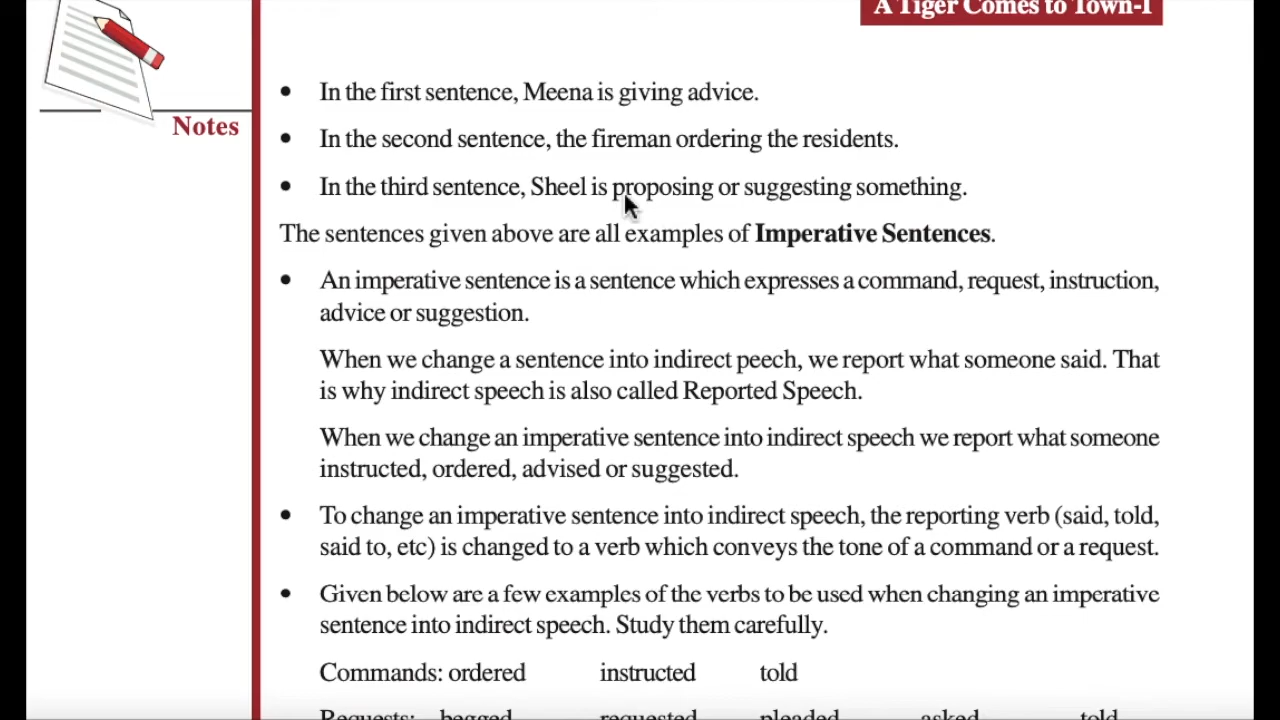 A Tiger Comes to Town-I
Notes
• In the first sentence, Meena is giving advice.
• In the second sentence, the fireman ordering the residents.
• In the third sentence, Sheel is proposing or suggesting something.
The sentences given above are all examples of Imperative Sentences.
• An imperative sentence is a sentence which expresses a command, request, instruction,
advice or suggestion.
When we change a sentence into indirect peech, we report what someone said. That
is why indirect speech is also called Reported Speech.
When we change an imperative sentence into indirect speech we report what someone
instructed, ordered, advised or suggested.
• To change an imperative sentence into indirect speech, the reporting verb (said, told,
said to, etc) is changed to a verb which conveys the tone of a command or a request.
• Given below are a few examples of the verbs to be used when changing an imperative
sentence into indirect speech. Study them carefully.
Commands: ordered instructed told
Requests: begged requested pleaded asked told